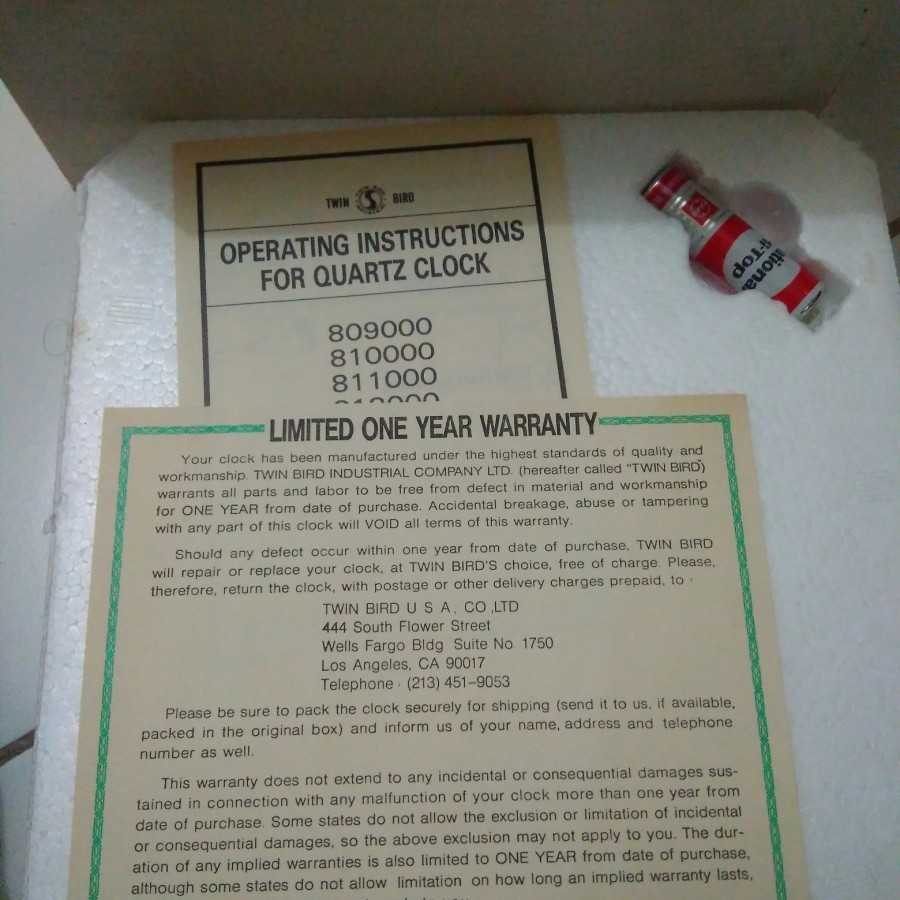 TWIN BIRD
OPERATING INSTRUCTIONS
FOR QUARTZ CLOCK
809000
810000
811000
LIMITED ONE YEAR WARRANTY
Your clock has been manufactured under the highest standards of quality and
workmanship. TWIN BIRD INDUSTRIAL COMPANY LTD. (hereafter called "TWIN BIRD")
warrants all parts and labor to be free from defect in material and workmanship
for ONE YEAR from date of purchase. Accidental breakage, abuse or tampering
with any part of this clock will VOID all terms of this warranty.
Should any defect occur within one year from date of purchase, TWIN BIRD
will repair or replace your clock, at TWIN BIRD'S choice, free of charge. Please,
therefore, return the clock, with postage or other delivery charges prepaid, to ·
TWIN BIRD U S A, CO,LTD
444 South Flower Street
Wells Fargo Bldg Suite No 1750
Los Angeles, CA 90017
Telephone · (213) 451-9053
Please be sure to pack the clock securely for shipping (send it to us, if available,
packed in the original box) and inform us of your name, address and telephone
number as well.
This warranty does not extend to any incidental or consequential damages sus-
tained in connection with any malfunction of your clock more than one year from
date of purchase. Some states do not allow the exclusion or limitation of incidental
or consequential damages, so the above exclusion may not apply to you. The dur-
ation of any implied warranties is also limited to ONE YEAR from date of purchase,
although some states do not allow limitation on how long an implied warranty lasts,
tional
i-Top